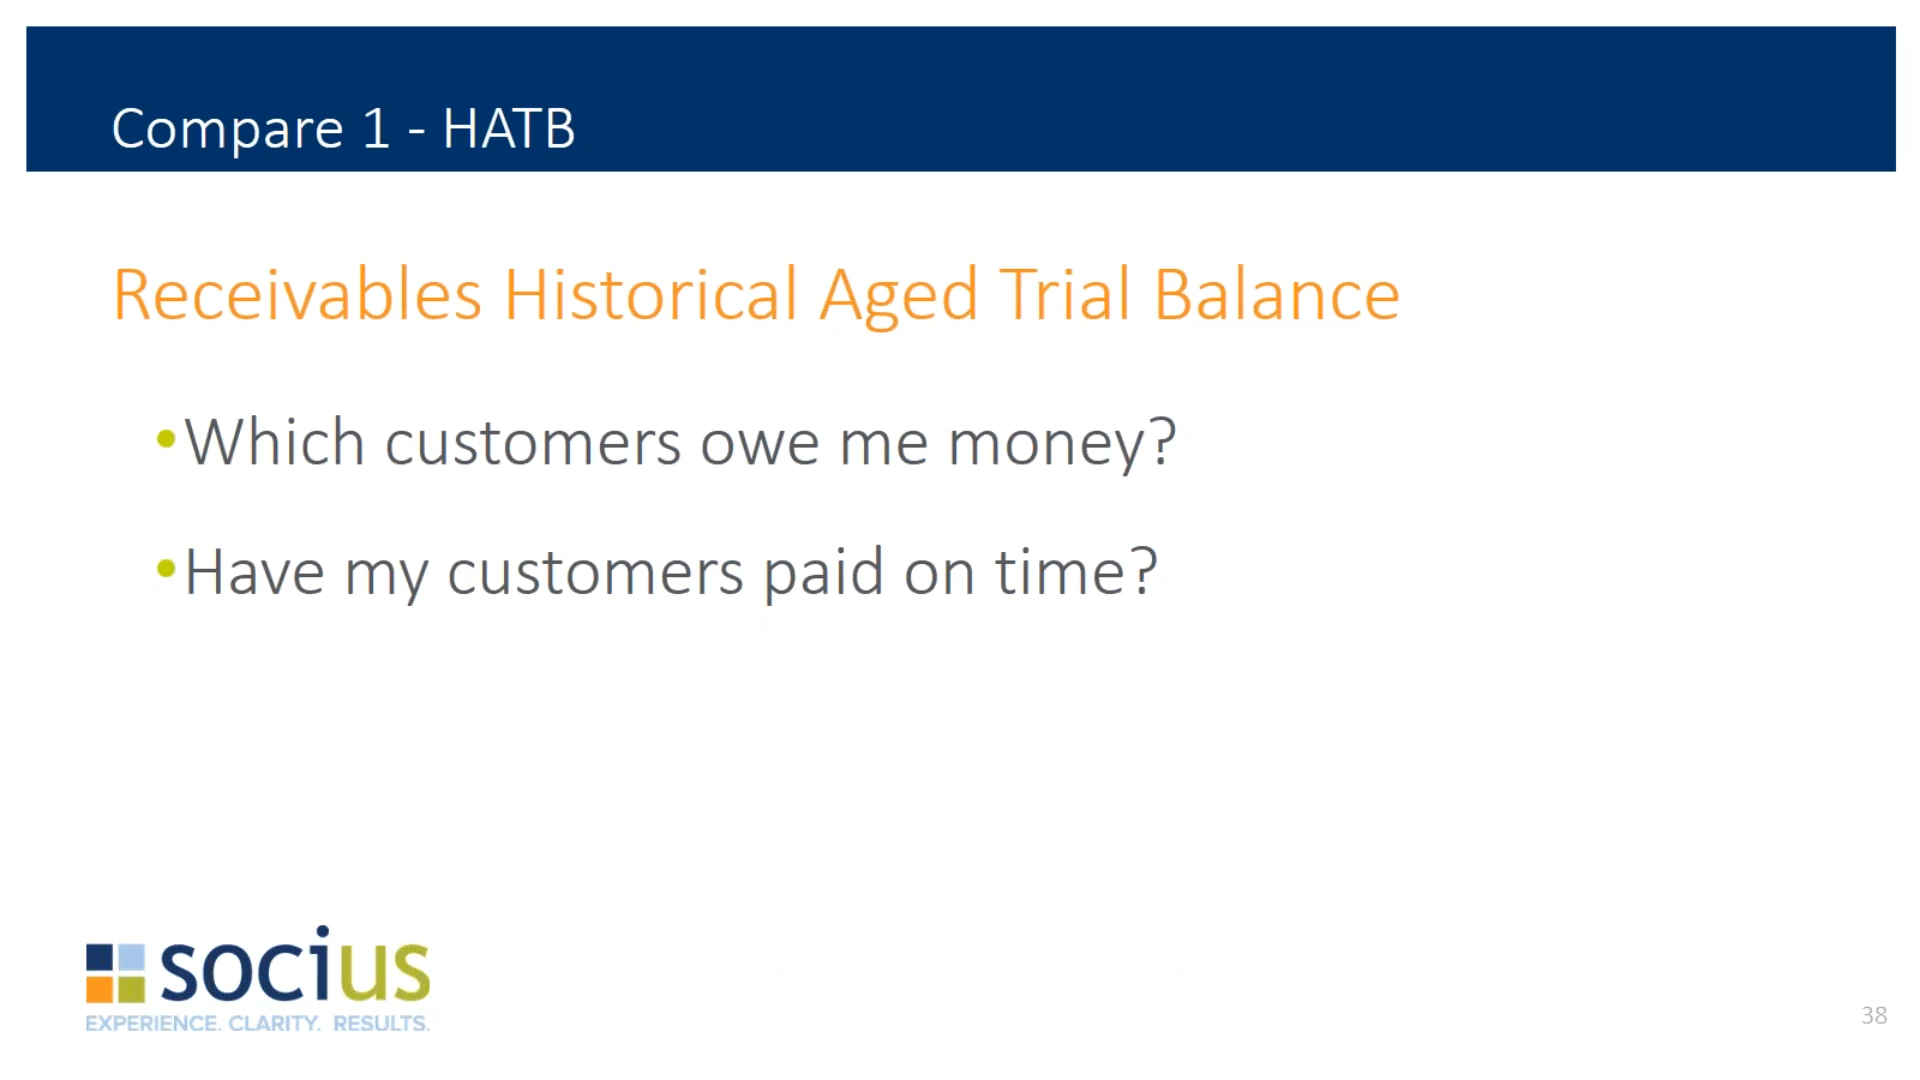 Compare 1 - HATB
Receivables Historical Aged Trial Balance
•Which customers owe me money?
•Have my customers paid on time?
socius
EXPERIENCE. CLARITY. RESULTS.
38